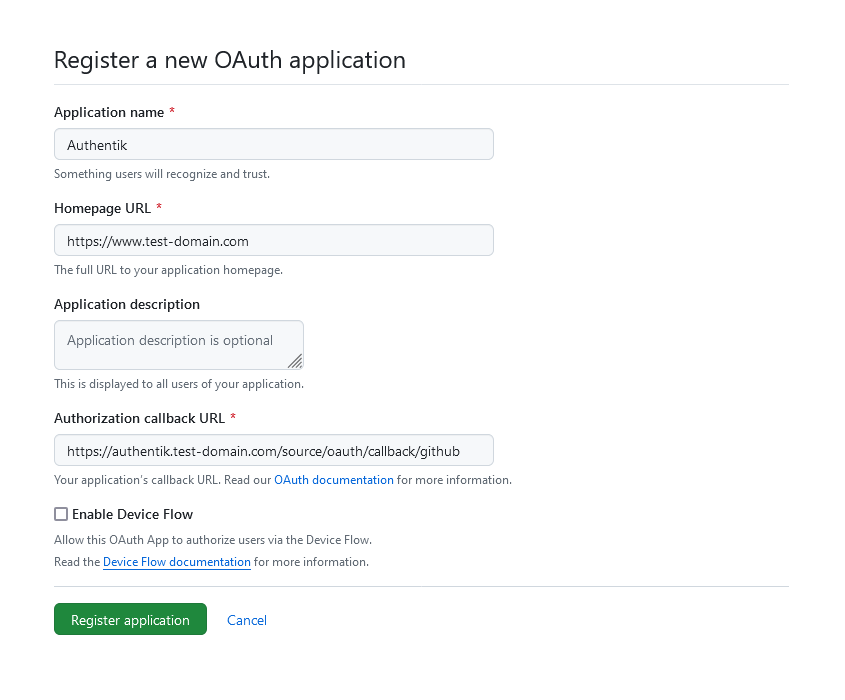 Register a new OAuth application
Application name *
Authentik
Something users will recognize and trust.
Homepage URL *
https://www.test-domain.com
The full URL to your application homepage.
Application description
Application description is optional
This is displayed to all users of your application.
Authorization callback URL *
https://authentik.test-domain.com/source/oauth/callback/github
Your application's callback URL. Read our OAuth documentation for more information.
Enable Device Flow
Allow this OAuth App to authorize users via the Device Flow.
Read the Device Flow documentation for more information.
Register application Cancel